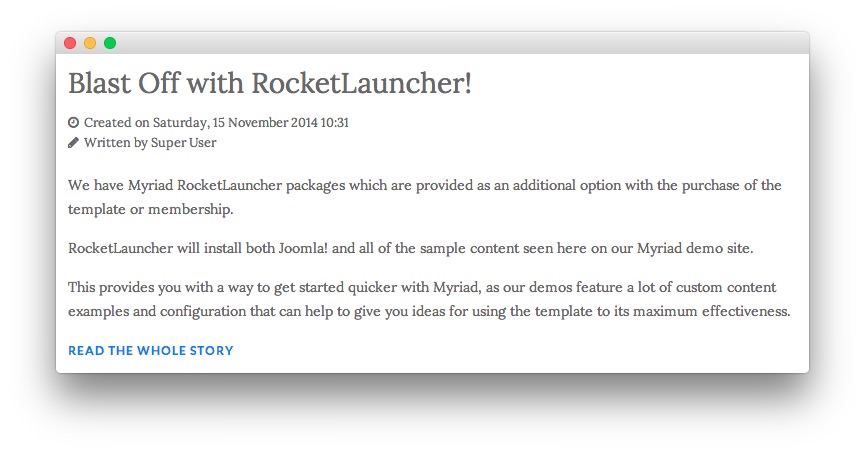 Blast Off with RocketLauncher!
Created on Saturday, 15 November 2014 10:31
Written by Super User
We have Myriad RocketLauncher packages which are provided as an additional option with the purchase of the
template or membership.
RocketLauncher will install both Joomla! and all of the sample content seen here on our Myriad demo site.
This provides you with a way to get started quicker with Myriad, as our demos feature a lot of custom content
examples and configuration that can help to give you ideas for using the template to its maximum effectiveness.
READ THE WHOLE STORY